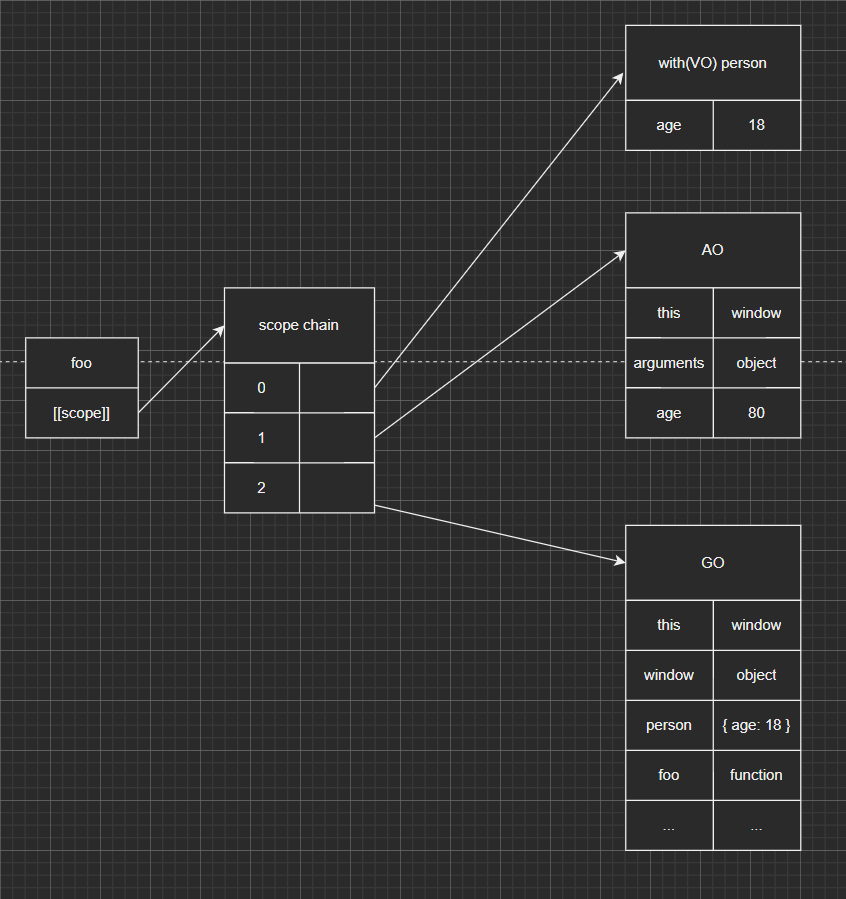 foo
[[scope]]
scope chain
0
1
2
with(VO) person
age 18
AO
this window
arguments object
age 80
GO
this window
window object
person { age: 18 }
foo function
... ...